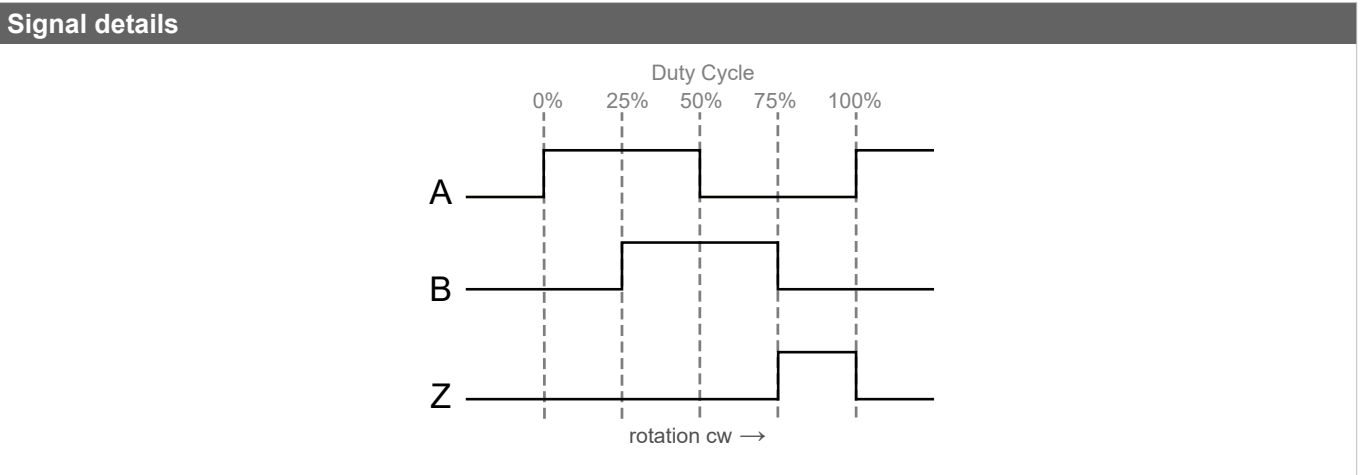 Signal details
Duty Cycle
0% 25% 50% 75% 100%
A
B
Z
rotation cw →